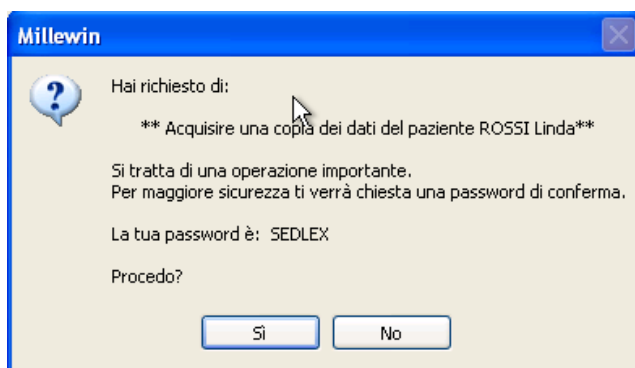 Millewin
Hai richiesto di:
** Acquisire una copia dei dati del paziente ROSSI Linda**
Si tratta di una operazione importante.
Per maggiore sicurezza ti verrà chiesta una password di conferma.
La tua password è: SEDLEX
Procedo?
Sì
No